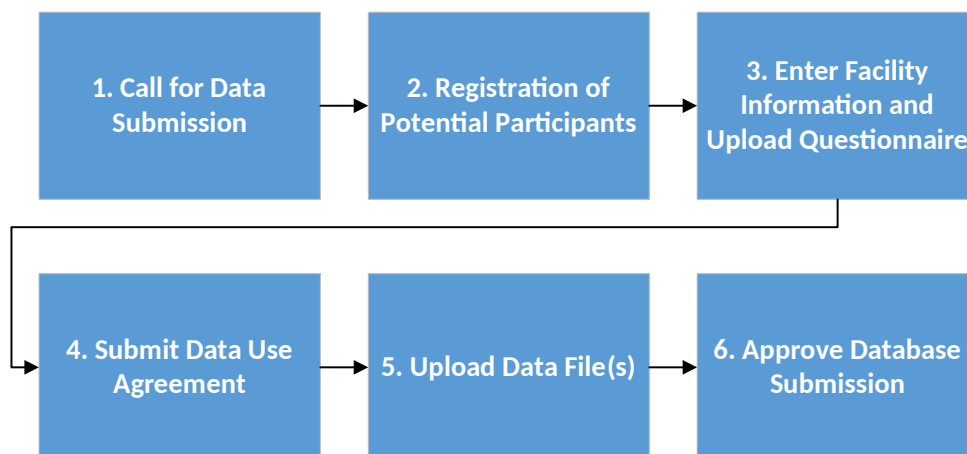 1. Call for Data
Submission
2. Registration of
Potential Participants
3. Enter Facility
Information and
Upload Questionnaire
4. Submit Data Use
Agreement
5. Upload Data File(s)
6. Approve Database
Submission